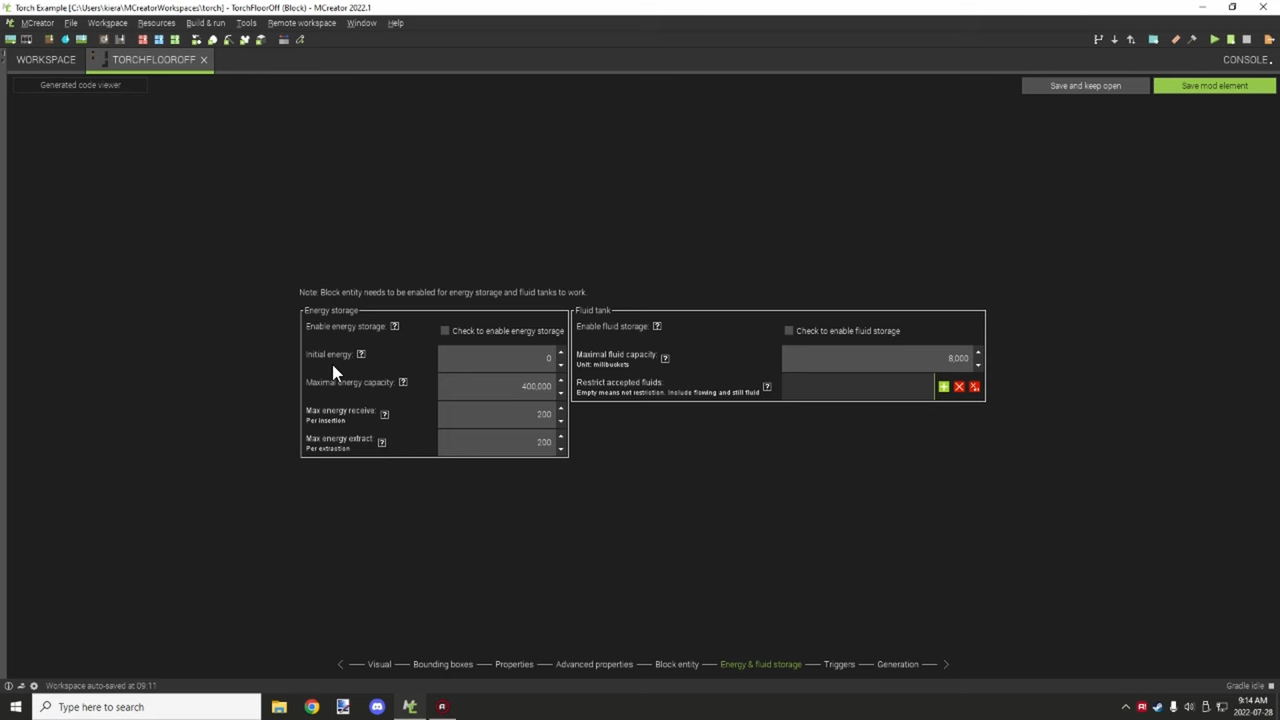 Torch Example [C:\Users\kiera\MCreatorWorkspaces\torch] - TorchFloorOff (Block) - MCreator 2022.1
MCreator File Workspace Resources Build & run Tools Remote workspace Window Help
WORKSPACE TORCHFLOOROFF CONSOLE
Generated code viewer Save and keep open Save mod element
Note: Block entity needs to be enabled for energy storage and fluid tanks to work.
Energy storage
Enable energy storage: ? Check to enable energy storage
Initial energy: ? 0
Maximal energy capacity: ? 400,000
Max energy receive: ? 200
Per insertion
Max energy extract ? 200
Per extraction
Fluid tank
Enable fluid storage: ? Check to enable fluid storage
Maximal fluid capacity: ? 8,000
Unit: millibuckets
Restrict accepted fluids: ?
Empty means not restriction. Include flowing and still fluid
Visual Bounding boxes Properties Advanced properties Block entity Energy & fluid storage Triggers Generation
Workspace auto-saved at 09:11 Gradle idle
Type here to search
9:14 AM
2022-07-28